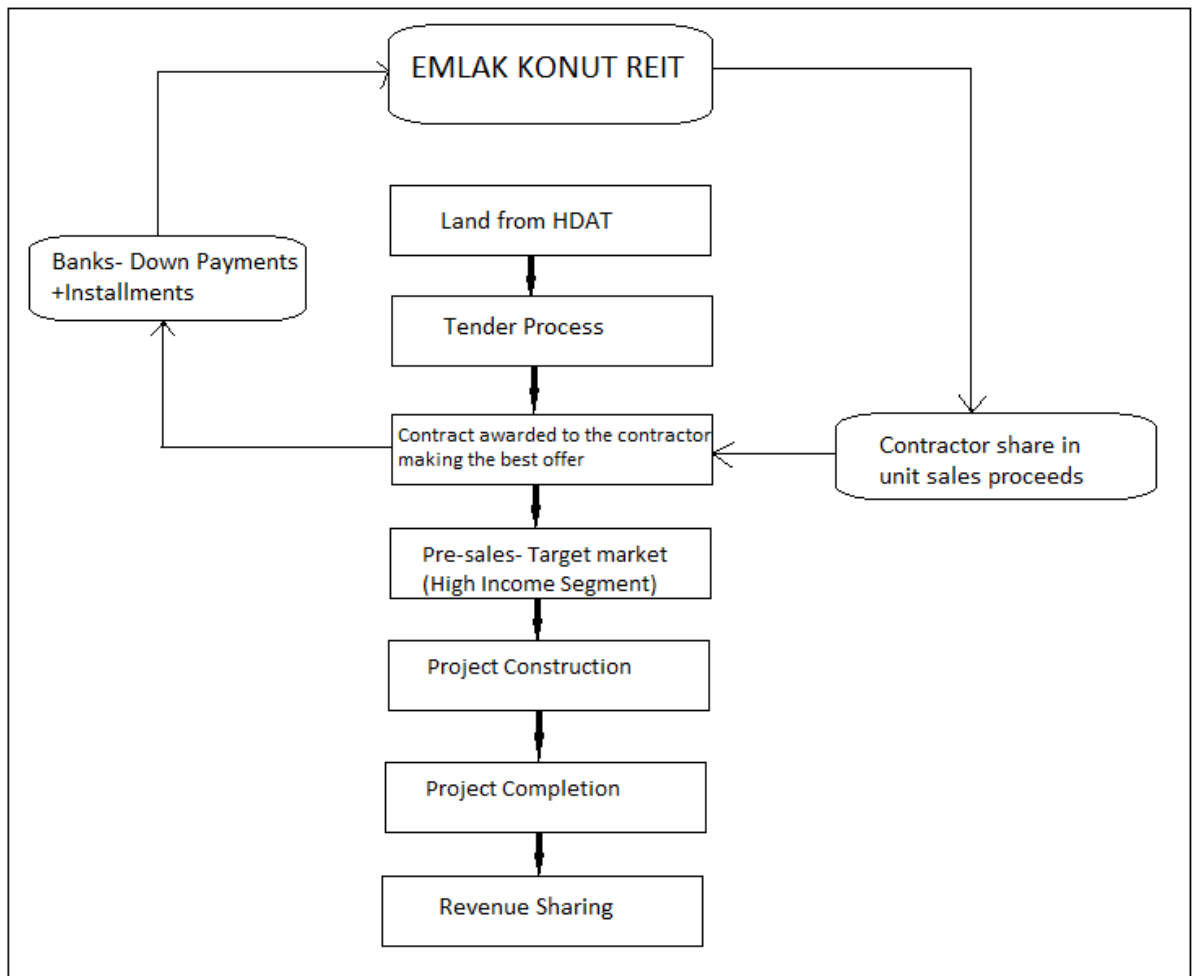 EMLAK KONUT REIT
Land from HDAT
Banks- Down Payments
+Installments
Tender Process
Contract awarded to the contractor
making the best offer
Contractor share in
unit sales proceeds
Pre-sales- Target market
(High Income Segment)
Project Construction
Project Completion
Revenue Sharing